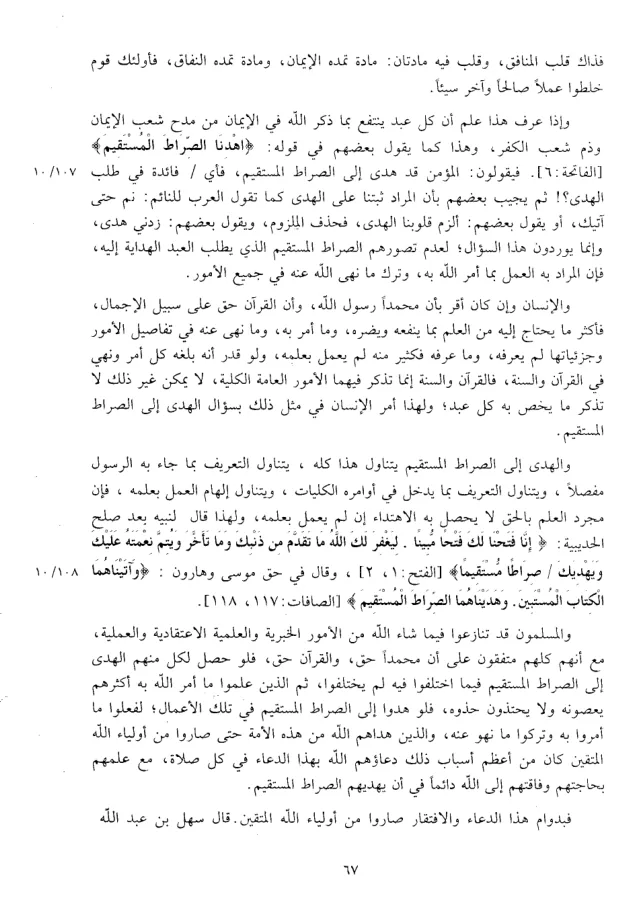 فذاك قلب المنافق، وقلب فيه مادتان: مادة تمده الإيمان، ومادة تمده النفاق، فأولئك قوم
خلطوا عملاً صالحاً وآخر سيئاً.
وإذا عرف هذا علم أن كل عبد ينتفع بما ذكر الله في الإيمان من مدح شعب الإيمان
وذم شعب الكفر، وهذا كما يقول بعضهم في قوله: ﴿اهْدِنَا الصِّرَاطَ الْمُسْتَقِيمَ﴾
[الفاتحة:٦]. فيقولون: المؤمن قد هدى إلى الصراط المستقيم، فأي / فائدة في طلب ١٠/١٠٧
الهدى؟! ثم يجيب بعضهم بأن المراد ثبتنا على الهدى كما تقول العرب للنائم: نم حتى
آتيك، أو يقول بعضهم: ألزم قلوبنا الهدى، فحذف الملزوم، ويقول بعضهم: زدني هدى،
وإنما يوردون هذا السؤال؛ لعدم تصورهم الصراط المستقيم الذي يطلب العبد الهداية إليه،
فإن المراد به العمل بما أمر الله به، وترك ما نهى الله عنه في جميع الأمور.
والإنسان وإن كان أقر بأن محمداً رسول الله، وأن القرآن حق على سبيل الإجمال،
فأكثر ما يحتاج إليه من العلم بما ينفعه ويضره، وما أمر به، وما نهى عنه في تفاصيل الأمور
وجزئياتها لم يعرفه، وما عرفه فكثير منه لم يعمل بعلمه، ولو قدر أنه بلغه كل أمر ونهي
في القرآن والسنة، فالقرآن والسنة إنما تذكر فيهما الأمور العامة الكلية، لا يمكن غير ذلك لا
تذكر ما يخص به كل عبد؛ ولهذا أمر الإنسان في مثل ذلك بسؤال الهدى إلى الصراط
المستقيم.
والهدى إلى الصراط المستقيم يتناول هذا كله ، يتناول التعريف بما جاء به الرسول
مفصلاً ، ويتناول التعريف بما يدخل في أوامره الكليات ، ويتناول إلهام العمل بعلمه ، فإن
مجرد العلم بالحق لا يحصل به الاهتداء إن لم يعمل بعلمه، ولهذا قال لنبيه بعد صلح
الحديبية: ﴿ إِنَّا فَتَحْنَا لَكَ فَتْحًا مُّبِينًا . لِيَغْفِرَ لَكَ اللَّهُ مَا تَقَدَّمَ مِن ذَنبِكَ وَمَا تَأَخَّرَ وَيُتِمَّ نِعْمَتَهُ عَلَيْكَ
وَيَهْدِيَكَ / صِرَاطًا مُّسْتَقِيمًا﴾ [الفتح:١، ٢] ، وقال في حق موسى وهارون : ﴿وَآتَيْنَاهُمَا ١٠/١٠٨
الْكِتَابَ الْمُسْتَبِينَ. وَهَدَيْنَاهُمَا الصِّرَاطَ الْمُسْتَقِيمَ ﴾ [الصافات:١١٧، ١١٨].
والمسلمون قد تنازعوا فيما شاء الله من الأمور الخبرية والعلمية الاعتقادية والعملية،
مع أنهم كلهم متفقون على أن محمداً حق، والقرآن حق، فلو حصل لكل منهم الهدى
إلى الصراط المستقيم فيما اختلفوا فيه لم يختلفوا، ثم الذين علموا ما أمر الله به أكثرهم
يعصونه ولا يحتذون حذوه، فلو هدوا إلى الصراط المستقيم في تلك الأعمال؛ لفعلوا ما
أمروا به وتركوا ما نهو عنه، والذين هداهم الله من هذه الأمة حتى صاروا من أولياء الله
المتقين كان من أعظم أسباب ذلك دعاؤهم الله بهذا الدعاء في كل صلاة، مع علمهم
بحاجتهم وفاقتهم إلى الله دائماً في أن يهديهم الصراط المستقيم.
فبدوام هذا الدعاء والافتقار صاروا من أولياء الله المتقين.قال سهل بن عبد الله
٦٧